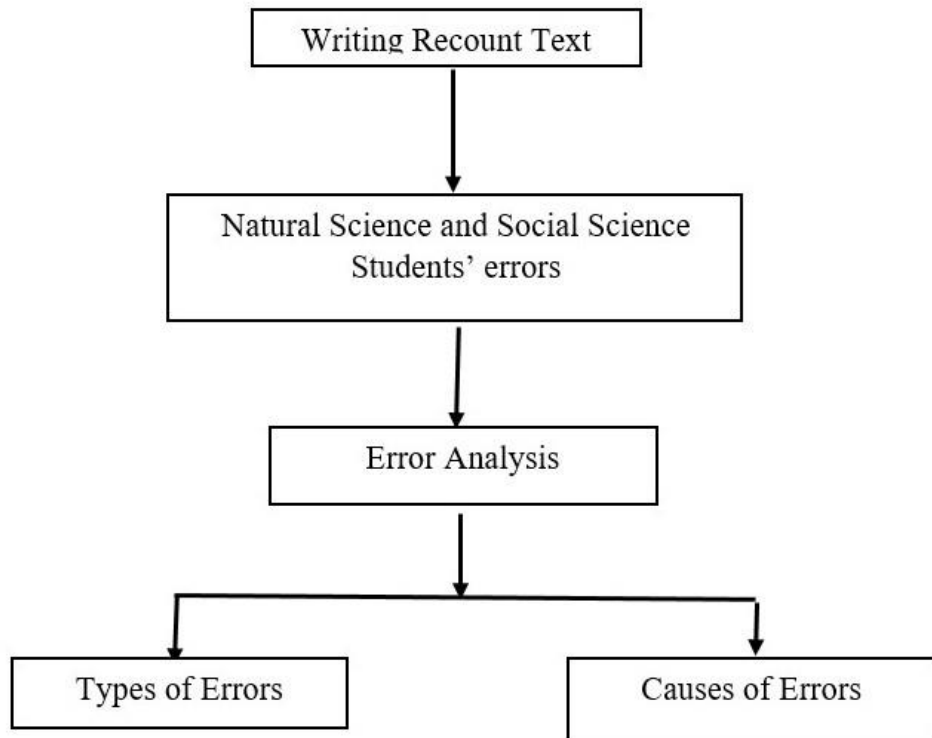 Writing Recount Text
Natural Science and Social Science
Students’ errors
Error Analysis
Types of Errors
Causes of Errors